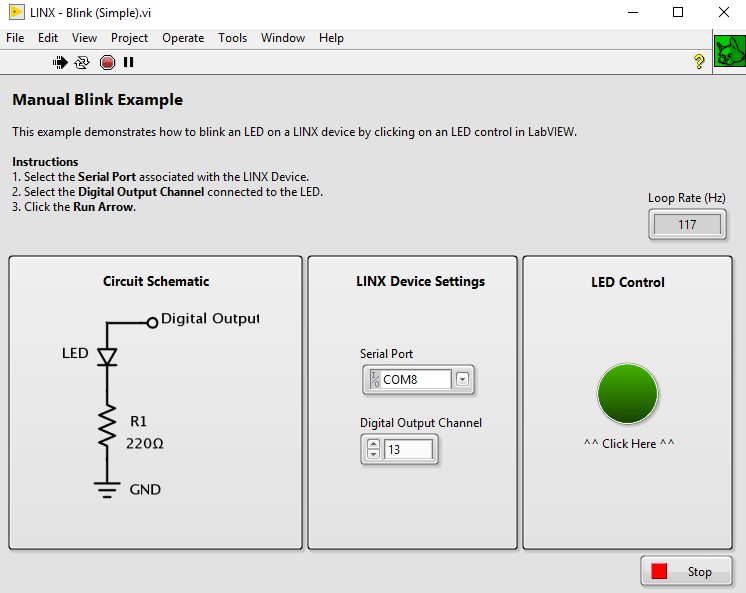 LINX - Blink (Simple).vi
File Edit View Project Operate Tools Window Help
?
Manual Blink Example
This example demonstrates how to blink an LED on a LINX device by clicking on an LED control in LabVIEW.
Instructions
1. Select the Serial Port associated with the LINX Device.
2. Select the Digital Output Channel connected to the LED.
3. Click the Run Arrow.
Loop Rate (Hz)
117
Circuit Schematic
Digital Output
LED
R1
220Ω
GND
LINX Device Settings
Serial Port
I/O COM8
Digital Output Channel
13
LED Control
^^ Click Here ^^
Stop